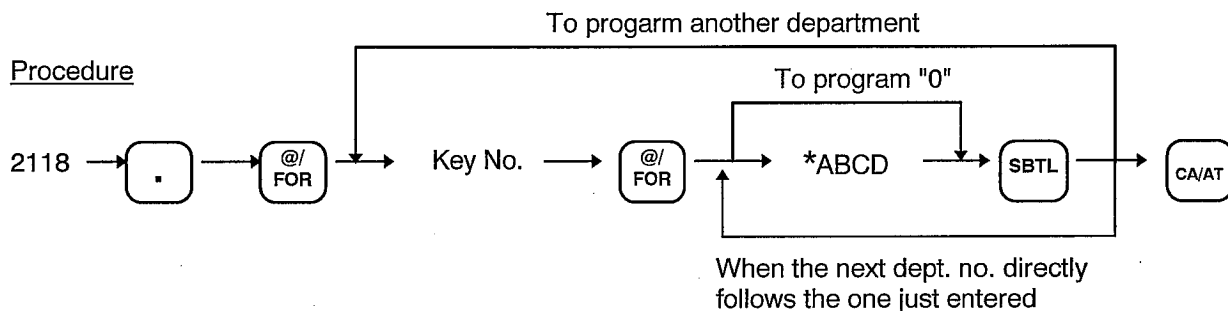 To progarm another department
Procedure
To program "0"
2118 . @/ FOR Key No. @/ FOR *ABCD SBTL CA/AT
When the next dept. no. directly
follows the one just entered